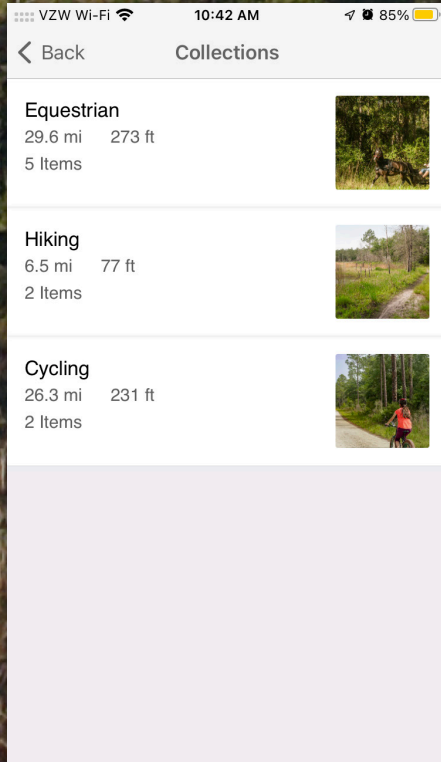 VZW Wi-Fi 10:42 AM 85%
Back Collections
Equestrian
29.6 mi 273 ft
5 Items
Hiking
6.5 mi 77 ft
2 Items
Cycling
26.3 mi 231 ft
2 Items